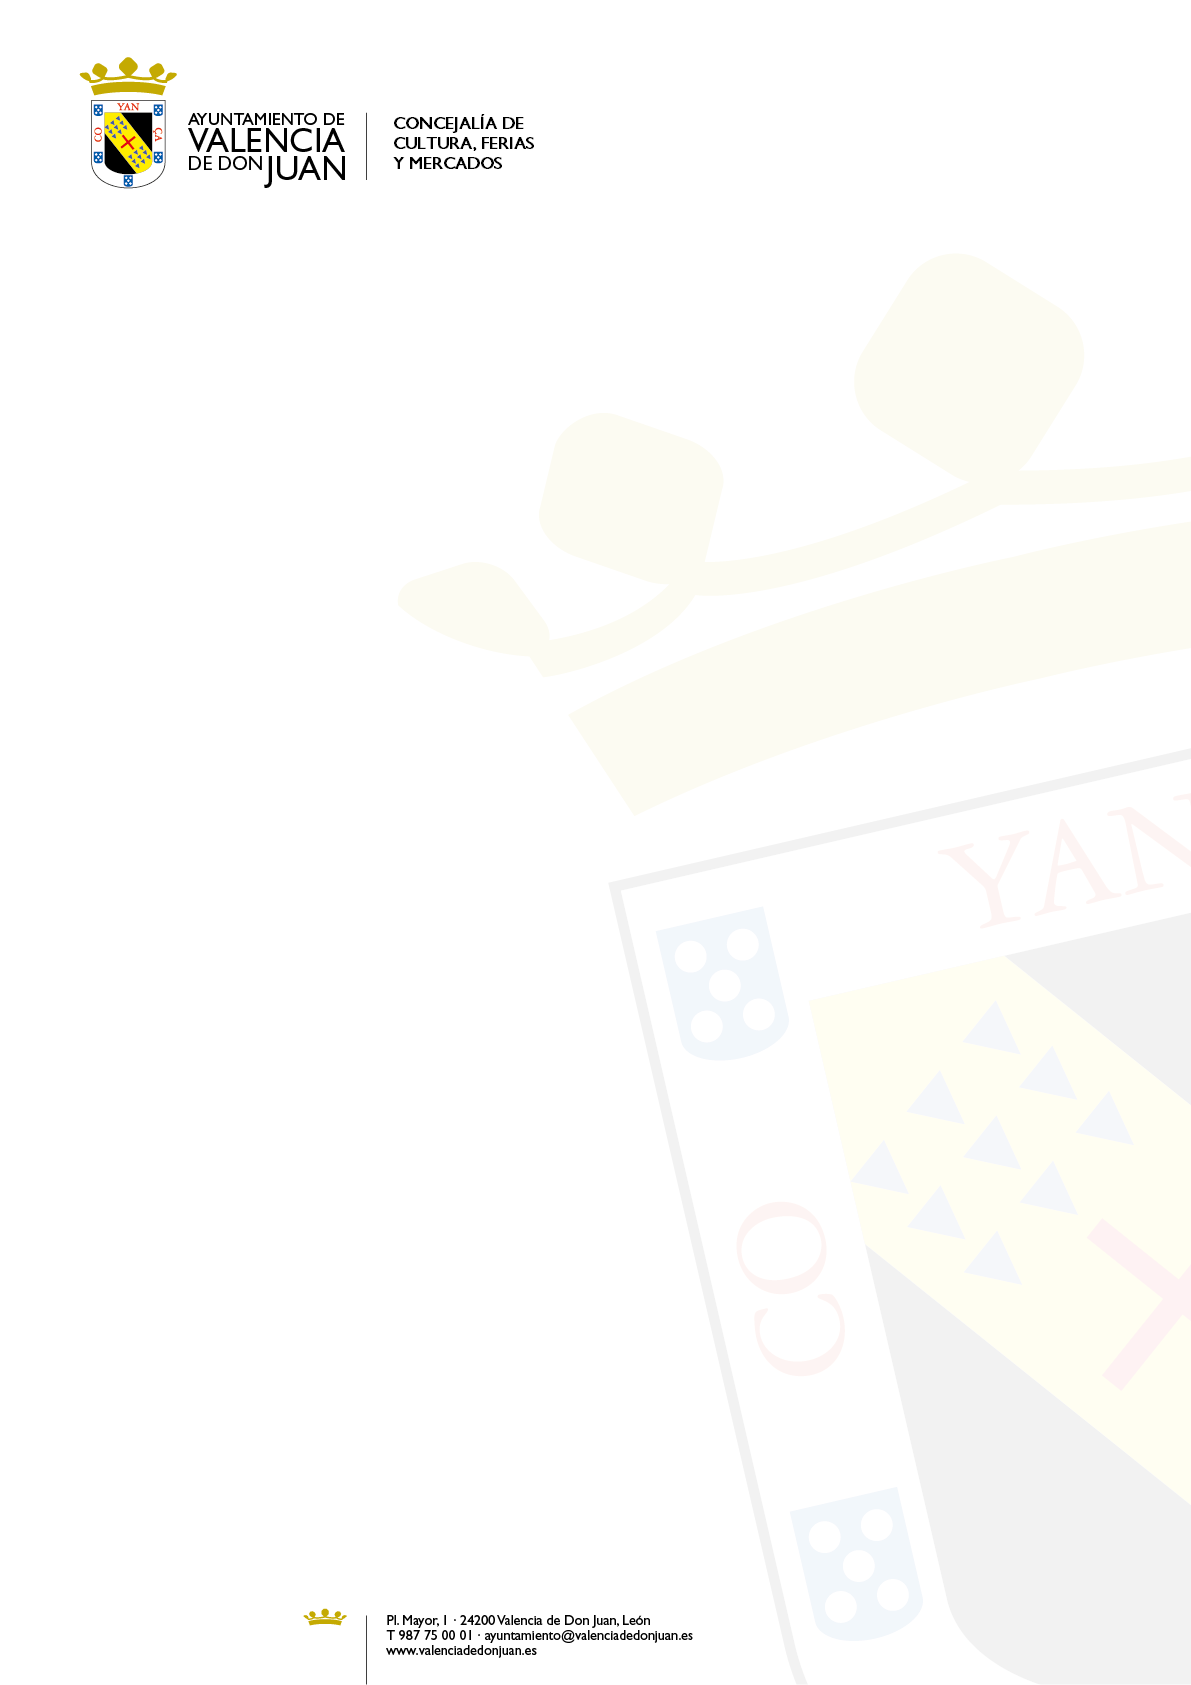 YAN
CO
ÇA
AYUNTAMIENTO DE
VALENCIA
DE DON JUAN
CONCEJALÍA DE
CULTURA, FERIAS
Y MERCADOS
YAN
CO
Pl. Mayor, 1 · 24200 Valencia de Don Juan, León
T 987 75 00 01 · ayuntamiento@valenciadedonjuan.es
www.valenciadedonjuan.es